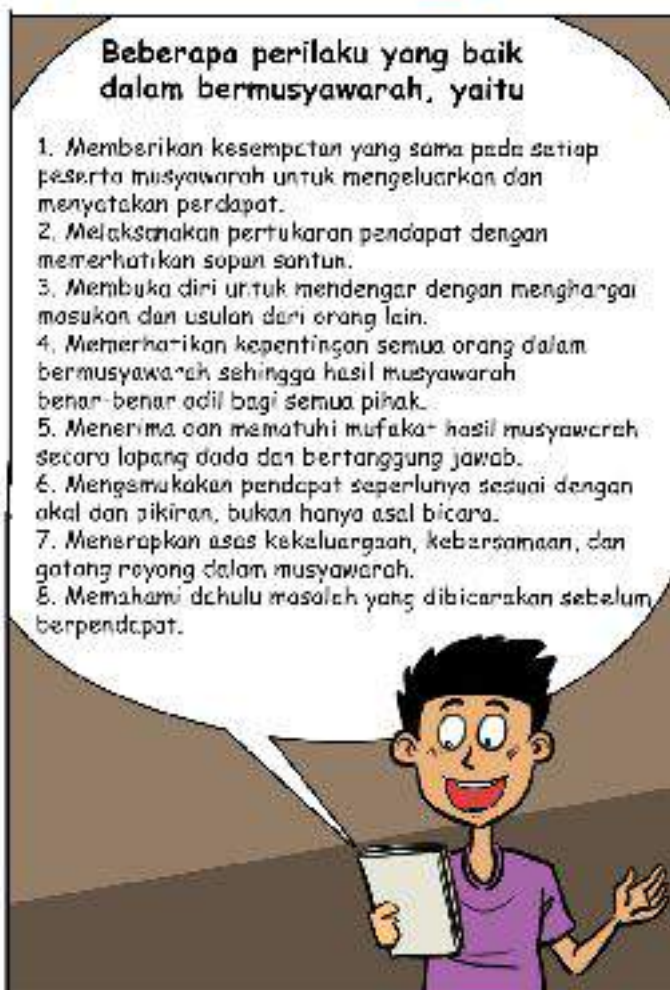 Beberapa perilaku yang baik
dalam bermusyawarah, yaitu
1. Memberikan kesempatan yang sama pada setiap
peserta musyawarah untuk mengeluarkan dan
menyatakan pendapat.
2. Melaksanakan pertukaran pendapat dengan
memerhatikan sopan santun.
3. Membuka diri untuk mendengar dengan menghargai
masukan dan usulan dari orang lain.
4. Memerhatikan kepentingan semua orang dalam
bermusyawarah sehingga hasil musyawarah
benar-benar adil bagi semua pihak.
5. Menerima dan mematuhi mufakat hasil musyawarah
secara lapang dada dan bertanggung jawab.
6. Mengemukakan pendapat seperlunya sesuai dengan
akal dan pikiran, bukan hanya asal bicara.
7. Menerapkan asas kekeluargaan, kebersamaan, dan
gotong royong dalam musyawarah.
8. Memahami dahulu masalah yang dibicarakan sebelum
berpendapat.